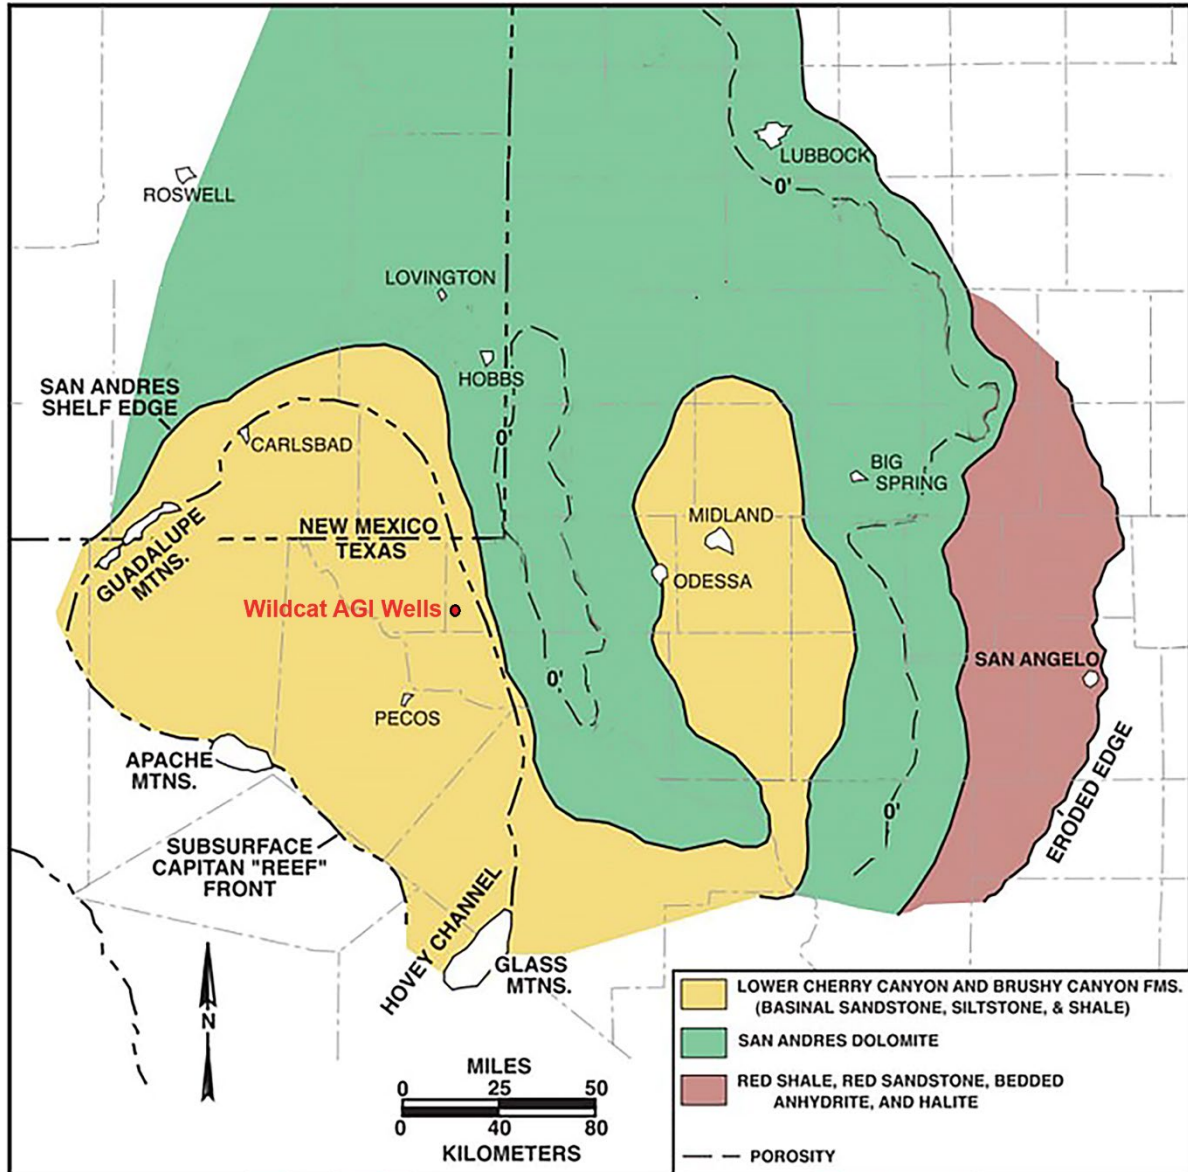 LUBBOCK
0'
ROSWELL
LOVINGTON
HOBBS
SAN ANDRES
SHELF EDGE
CARLSBAD
0'
BIG
SPRING
MIDLAND
NEW MEXICO
TEXAS
GUADALUPE
MTNS.
ODESSA
Wildcat AGI Wells
SAN ANGELO
0'
PECOS
APACHE
MTNS.
SUBSURFACE
CAPITAN "REEF"
FRONT
0'
ERODED EDGE
HOVEY CHANNEL
GLASS
MTNS.
N
MILES
0 25 50
0 40 80
KILOMETERS
LOWER CHERRY CANYON AND BRUSHY CANYON FMS.
(BASINAL SANDSTONE, SILTSTONE, & SHALE)
SAN ANDRES DOLOMITE
RED SHALE, RED SANDSTONE, BEDDED
ANHYDRITE, AND HALITE
POROSITY